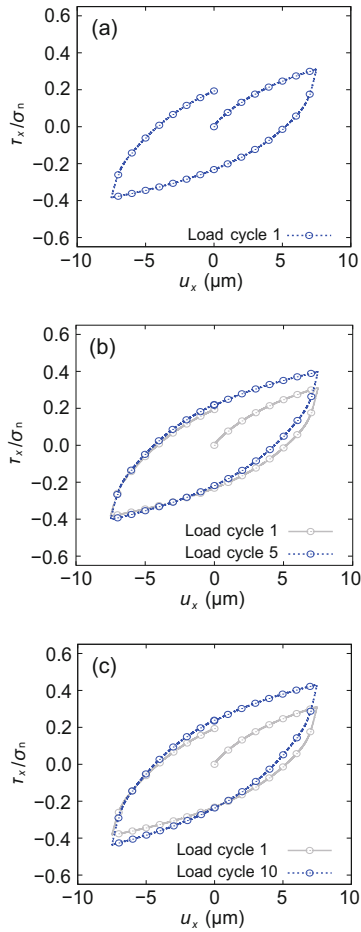 (a)
0.6
0.4
0.2
0.0
−0.2
−0.4
−0.6
τx/σn
Load cycle 1
−10 −5 0 5 10
ux (μm)
(b)
0.6
0.4
0.2
0.0
−0.2
−0.4
−0.6
τx/σn
Load cycle 1
Load cycle 5
−10 −5 0 5 10
ux (μm)
(c)
0.6
0.4
0.2
0.0
−0.2
−0.4
−0.6
τx/σn
Load cycle 1
Load cycle 10
−10 −5 0 5 10
ux (μm)